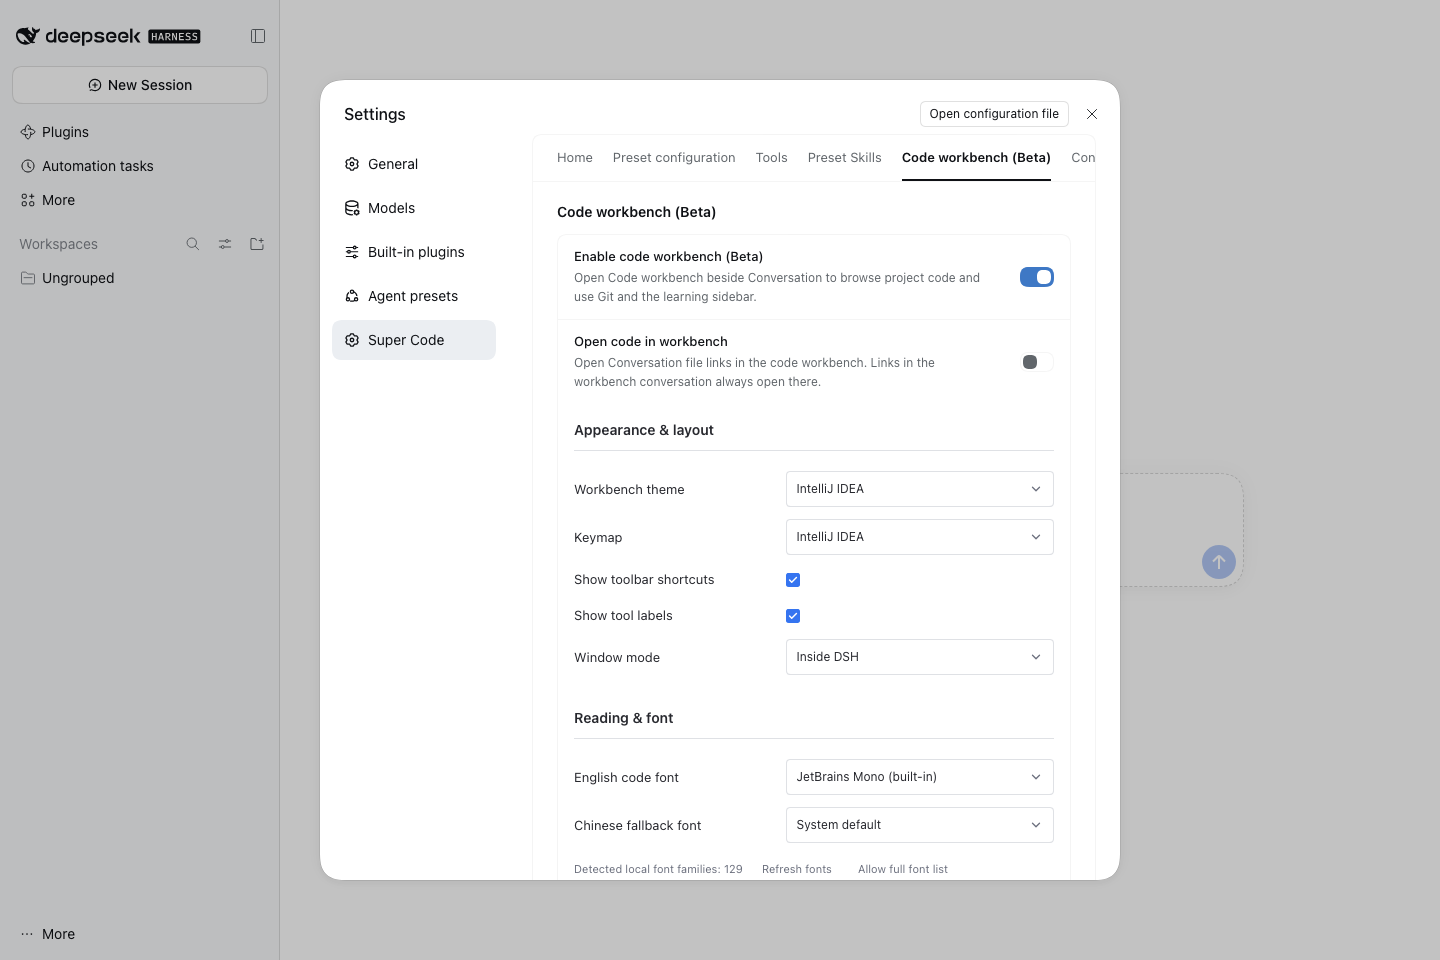 deepseek HARNESS
New Session
Plugins
Automation tasks
More
Workspaces
Ungrouped
More
Settings
Open configuration file
General
Models
Built-in plugins
Agent presets
Super Code
Home Preset configuration Tools Preset Skills Code workbench (Beta) Con
Code workbench (Beta)
Enable code workbench (Beta)
Open Code workbench beside Conversation to browse project code and
use Git and the learning sidebar.
Open code in workbench
Open Conversation file links in the code workbench. Links in the
workbench conversation always open there.
Appearance & layout
Workbench theme IntelliJ IDEA
Keymap IntelliJ IDEA
Show toolbar shortcuts
Show tool labels
Window mode Inside DSH
Reading & font
English code font JetBrains Mono (built-in)
Chinese fallback font System default
Detected local font families: 129 Refresh fonts Allow full font list